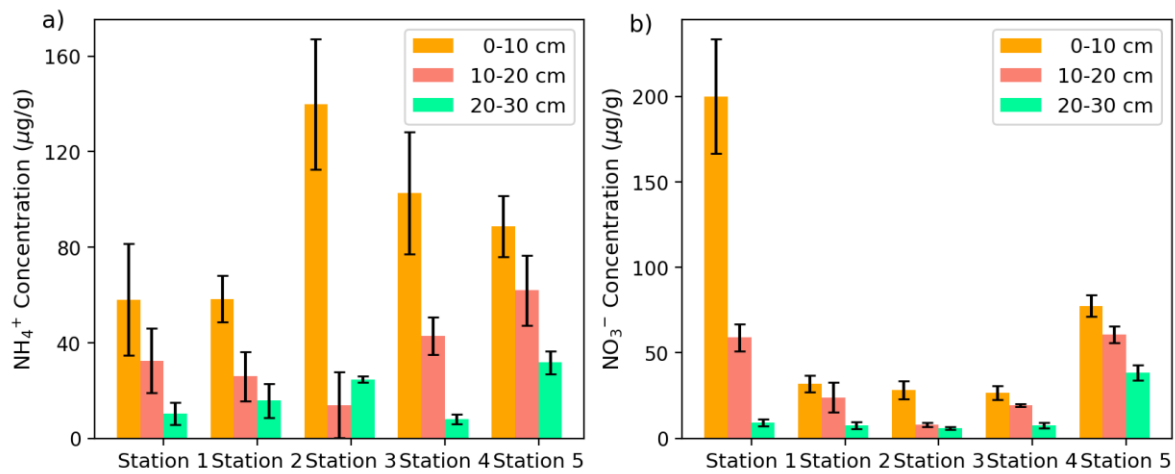 a)
NH₄⁺ Concentration (µg/g)
160
120
80
40
0
0-10 cm
10-20 cm
20-30 cm
Station 1 Station 2 Station 3 Station 4 Station 5
b)
NO₃⁻ Concentration (µg/g)
200
150
100
50
0
0-10 cm
10-20 cm
20-30 cm
Station 1 Station 2 Station 3 Station 4 Station 5